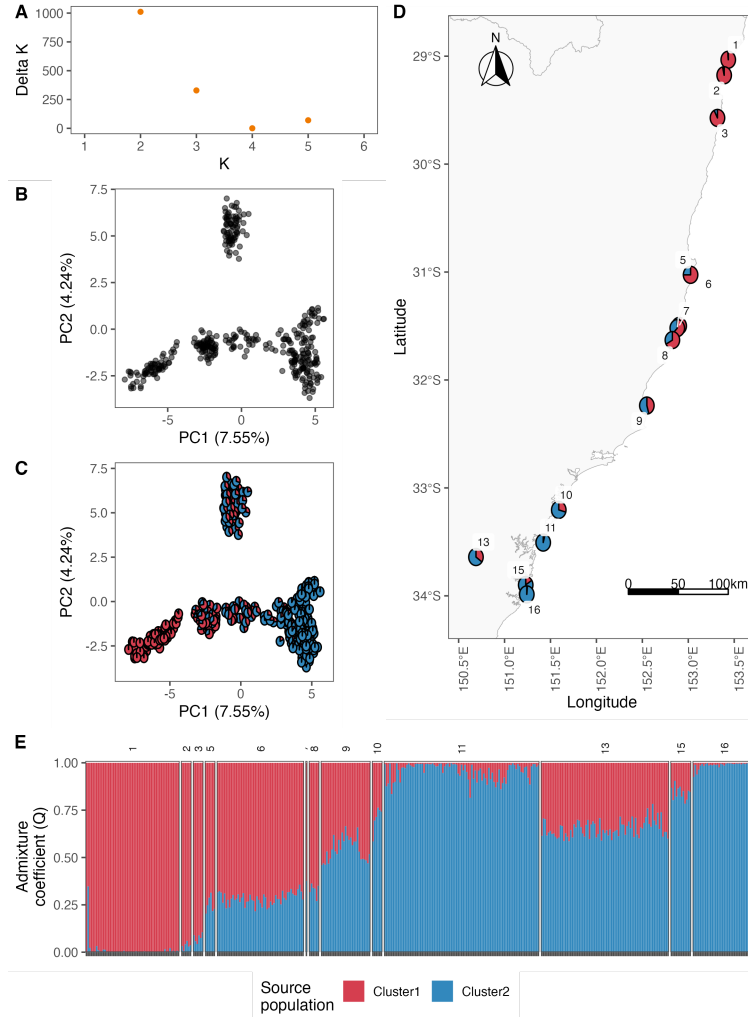 A
Delta K
1000
750
500
250
0
1 2 3 4 5 6
K
B
PC2 (4.24%)
7.5
5.0
2.5
0.0
-2.5
-5 0 5
PC1 (7.55%)
C
PC2 (4.24%)
7.5
5.0
2.5
0.0
-2.5
-5 0 5
PC1 (7.55%)
D
N
Latitude
29°S
30°S
31°S
32°S
33°S
34°S
1
2
3
5
6
7
8
9
10
11
13
15
16
0 50 100km
150.5°E 151.0°E 151.5°E 152.0°E 152.5°E 153.0°E 153.5°E
Longitude
E
1 2 3 5 6 8 9 10 11 13 15 16
Admixture
coefficient (Q)
1.00
0.75
0.50
0.25
0.00
Source
population
Cluster1 Cluster2